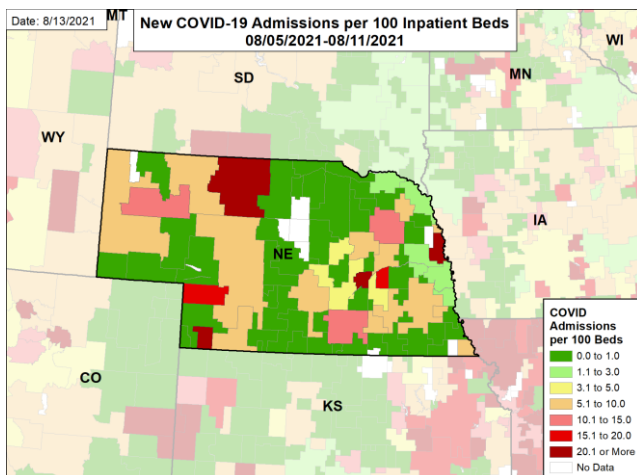 Date: 8/13/2021
New COVID-19 Admissions per 100 Inpatient Beds
08/05/2021-08/11/2021
MT
WI
SD
MN
WY
IA
NE
CO
KS
COVID
Admissions
per 100 Beds
0.0 to 1.0
1.1 to 3.0
3.1 to 5.0
5.1 to 10.0
10.1 to 15.0
15.1 to 20.0
20.1 or More
No Data